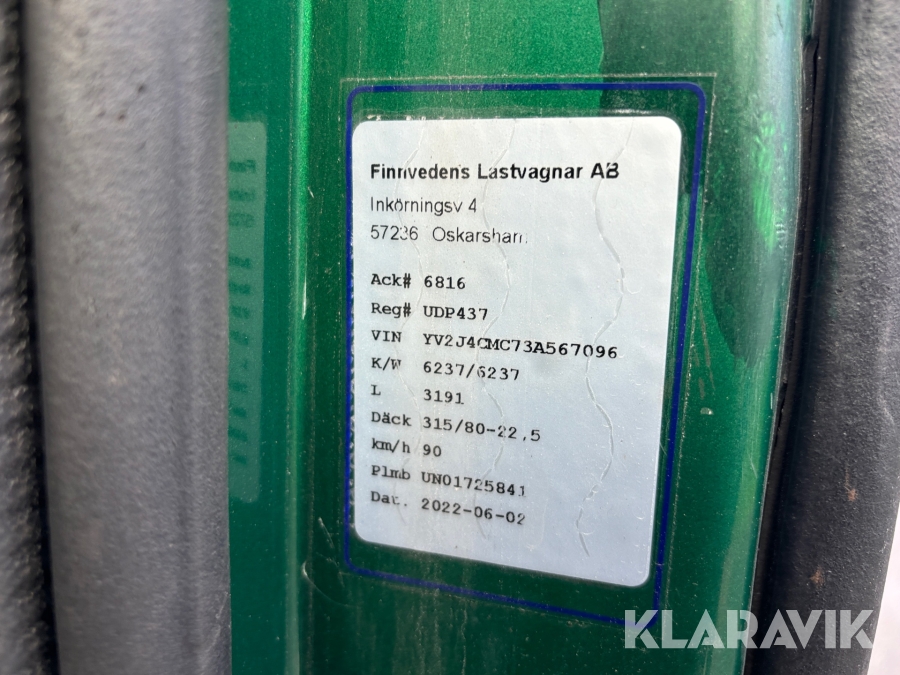 Finnvedens Lastvagnar AB
Inkörningsv 4
57236 Oskarsham
Ack# 6816
Reg# UDP437
VIN YV2J4CMC73A567096
K/W 6237/6237
L 3191
Däck 315/80-22,5
km/h 90
Plmb UN01725841
Dat. 2022-06-02
KLARAVIK